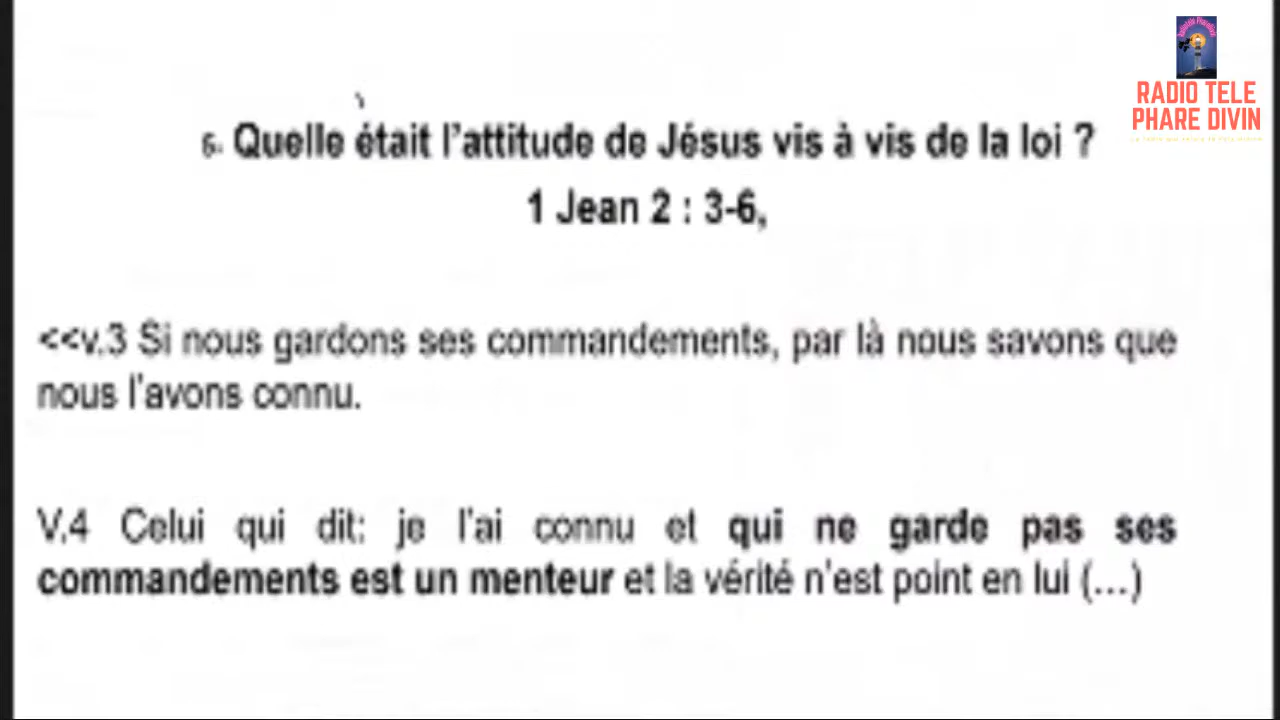 RADIO TELE
PHARE DIVIN
5. Quelle était l'attitude de Jésus vis à vis de la loi ?
1 Jean 2 : 3-6,
<<v.3 Si nous gardons ses commandements, par là nous savons que
nous l'avons connu.
V.4 Celui qui dit: je l'ai connu et qui ne garde pas ses
commandements est un menteur et la vérité n'est point en lui (...)